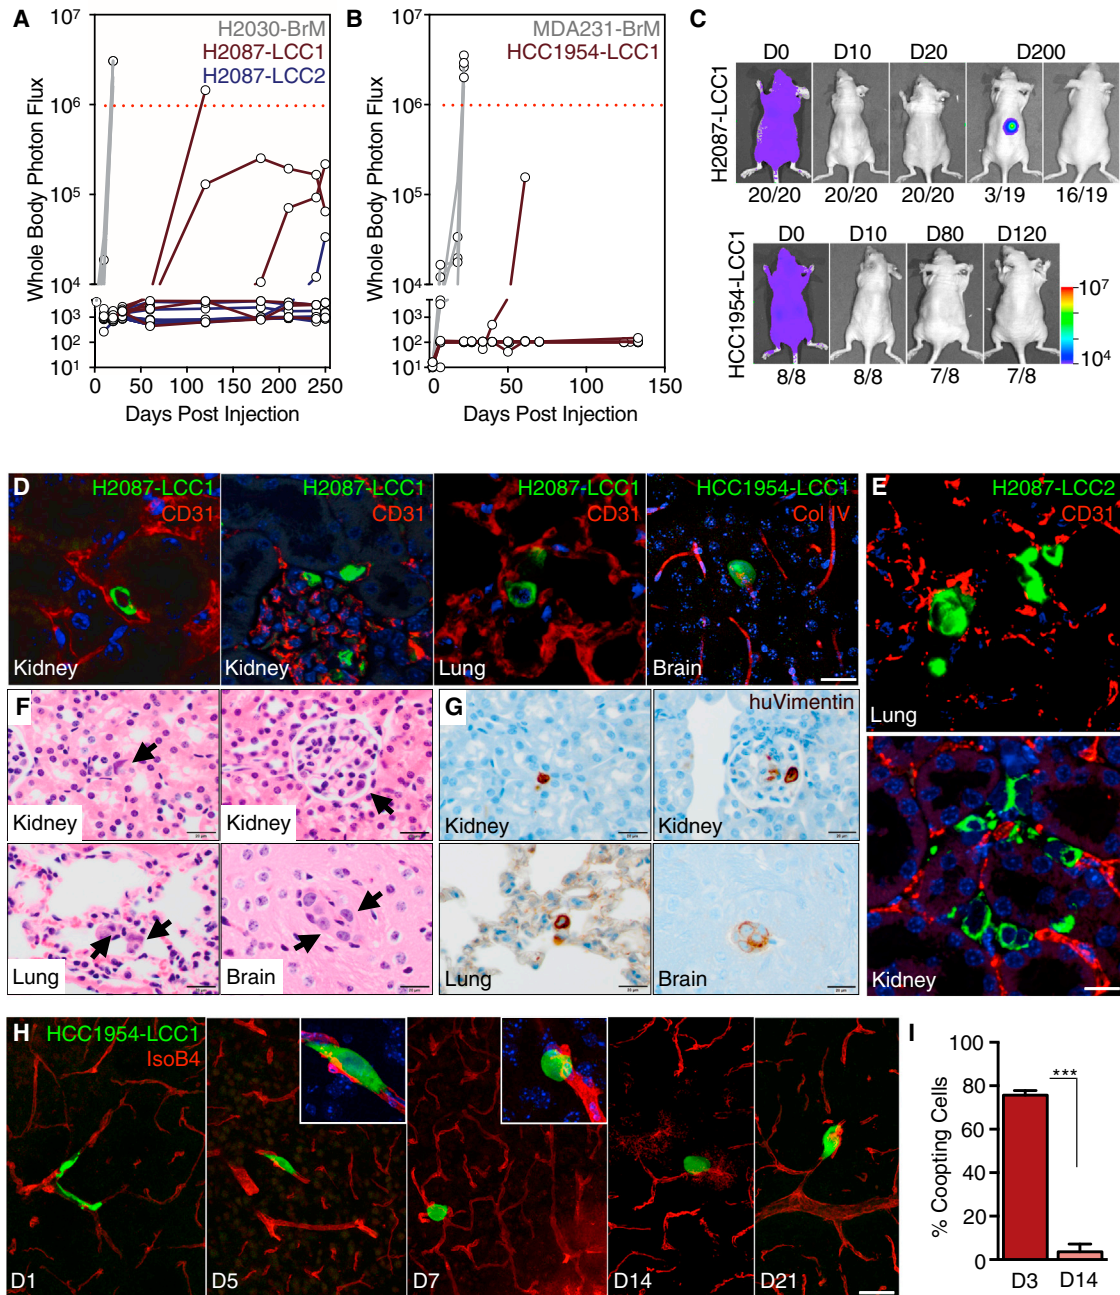 A
Whole Body Photon Flux
10⁷
10⁶
10⁵
10⁴
10³
10²
10¹
H2030-BrM
H2087-LCC1
H2087-LCC2
0 50 100 150 200 250
Days Post Injection
B
Whole Body Photon Flux
10⁷
10⁶
10⁵
10⁴
10³
10²
10¹
MDA231-BrM
HCC1954-LCC1
0 50 100 150
Days Post Injection
C
H2087-LCC1
D0 D10 D20 D200
20/20 20/20 20/20 3/19 16/19
HCC1954-LCC1
D0 D10 D80 D120
8/8 8/8 7/8 7/8
10⁷
10⁴
D
H2087-LCC1
CD31
Kidney
H2087-LCC1
CD31
Kidney
H2087-LCC1
CD31
Lung
HCC1954-LCC1
Col IV
Brain
E
H2087-LCC2
CD31
Lung
Kidney
F
Kidney
Kidney
Lung
Brain
G
huVimentin
Kidney
Kidney
Lung
Brain
H
HCC1954-LCC1
IsoB4
D1
D5
D7
D14
D21
I
% Coopting Cells
100
80
60
40
20
0
***
D3 D14